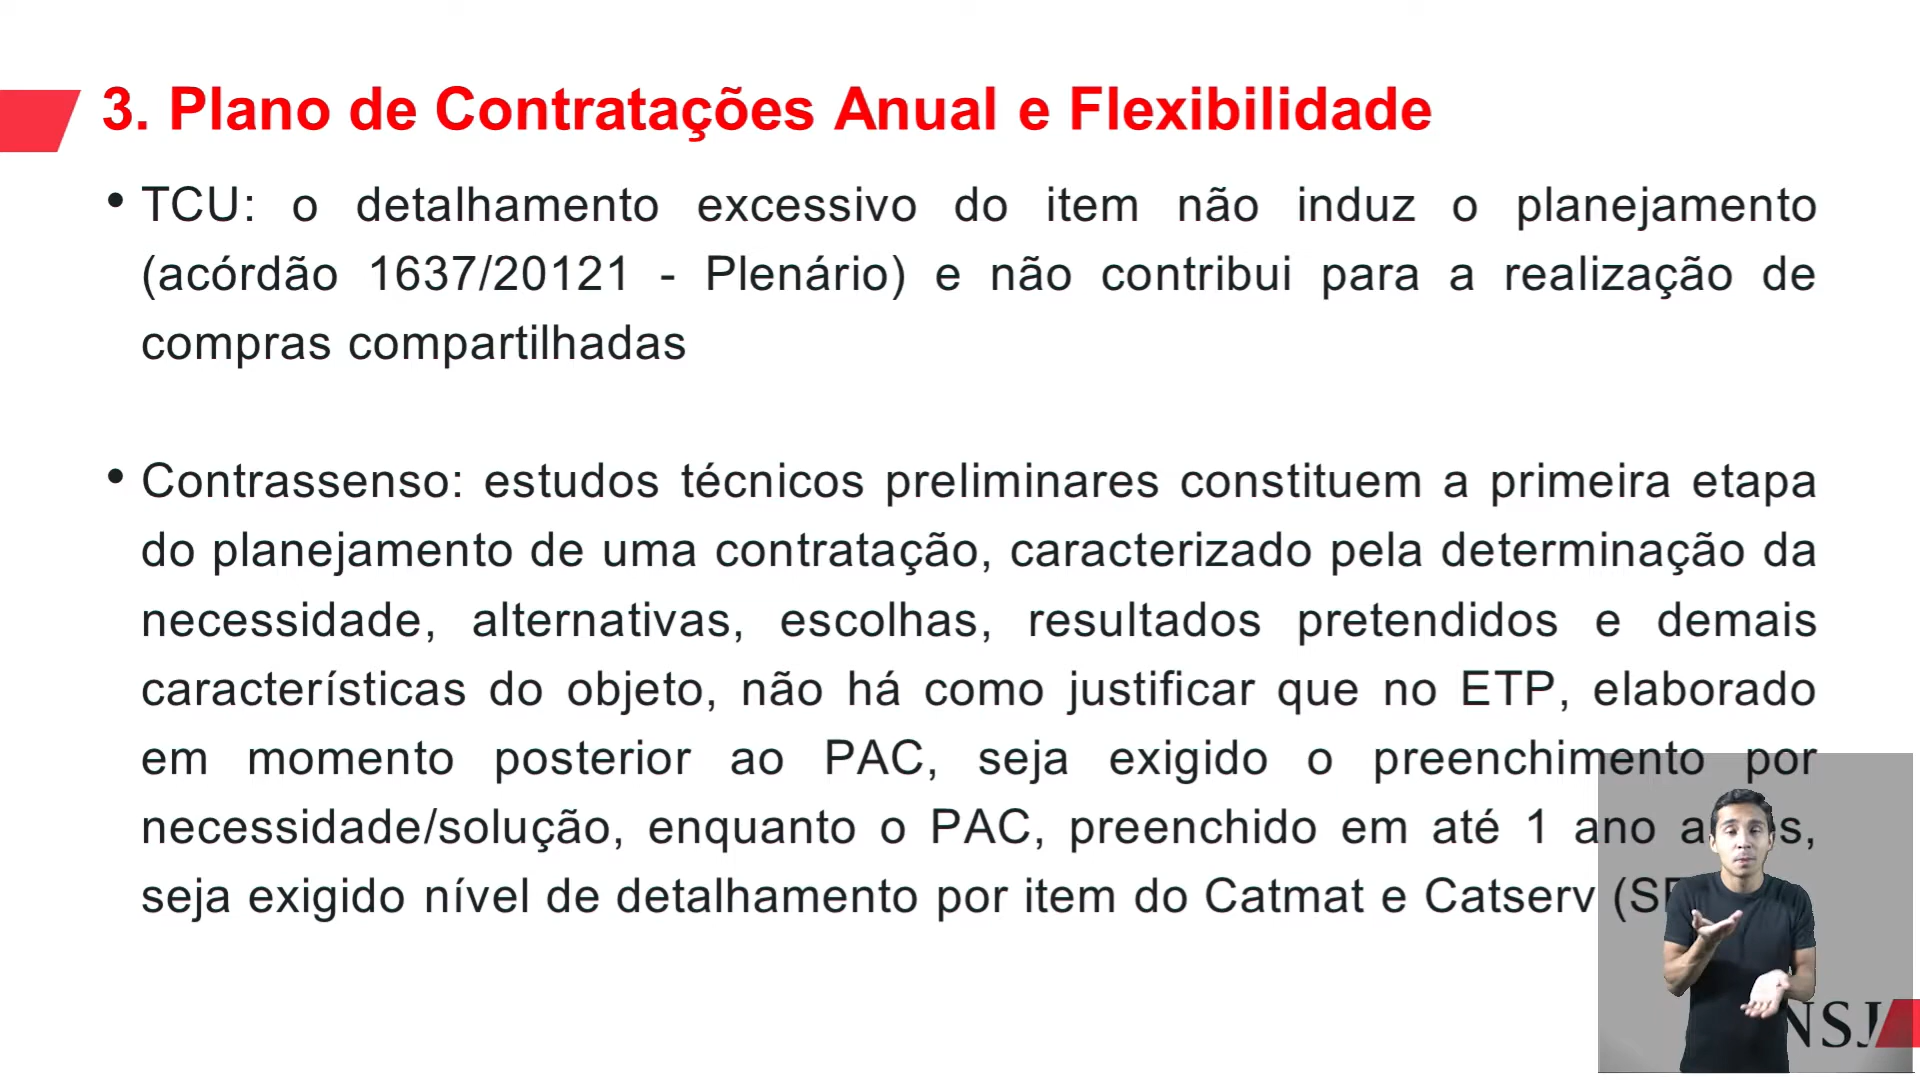 3. Plano de Contratações Anual e Flexibilidade
• TCU: o detalhamento excessivo do item não induz o planejamento
(acórdão 1637/20121 - Plenário) e não contribui para a realização de
compras compartilhadas
• Contrassenso: estudos técnicos preliminares constituem a primeira etapa
do planejamento de uma contratação, caracterizado pela determinação da
necessidade, alternativas, escolhas, resultados pretendidos e demais
características do objeto, não há como justificar que no ETP, elaborado
em momento posterior ao PAC, seja exigido o preenchimento por
necessidade/solução, enquanto o PAC, preenchido em até 1 ano
seja exigido nível de detalhamento por item do Catmat e Catserv
NSJ